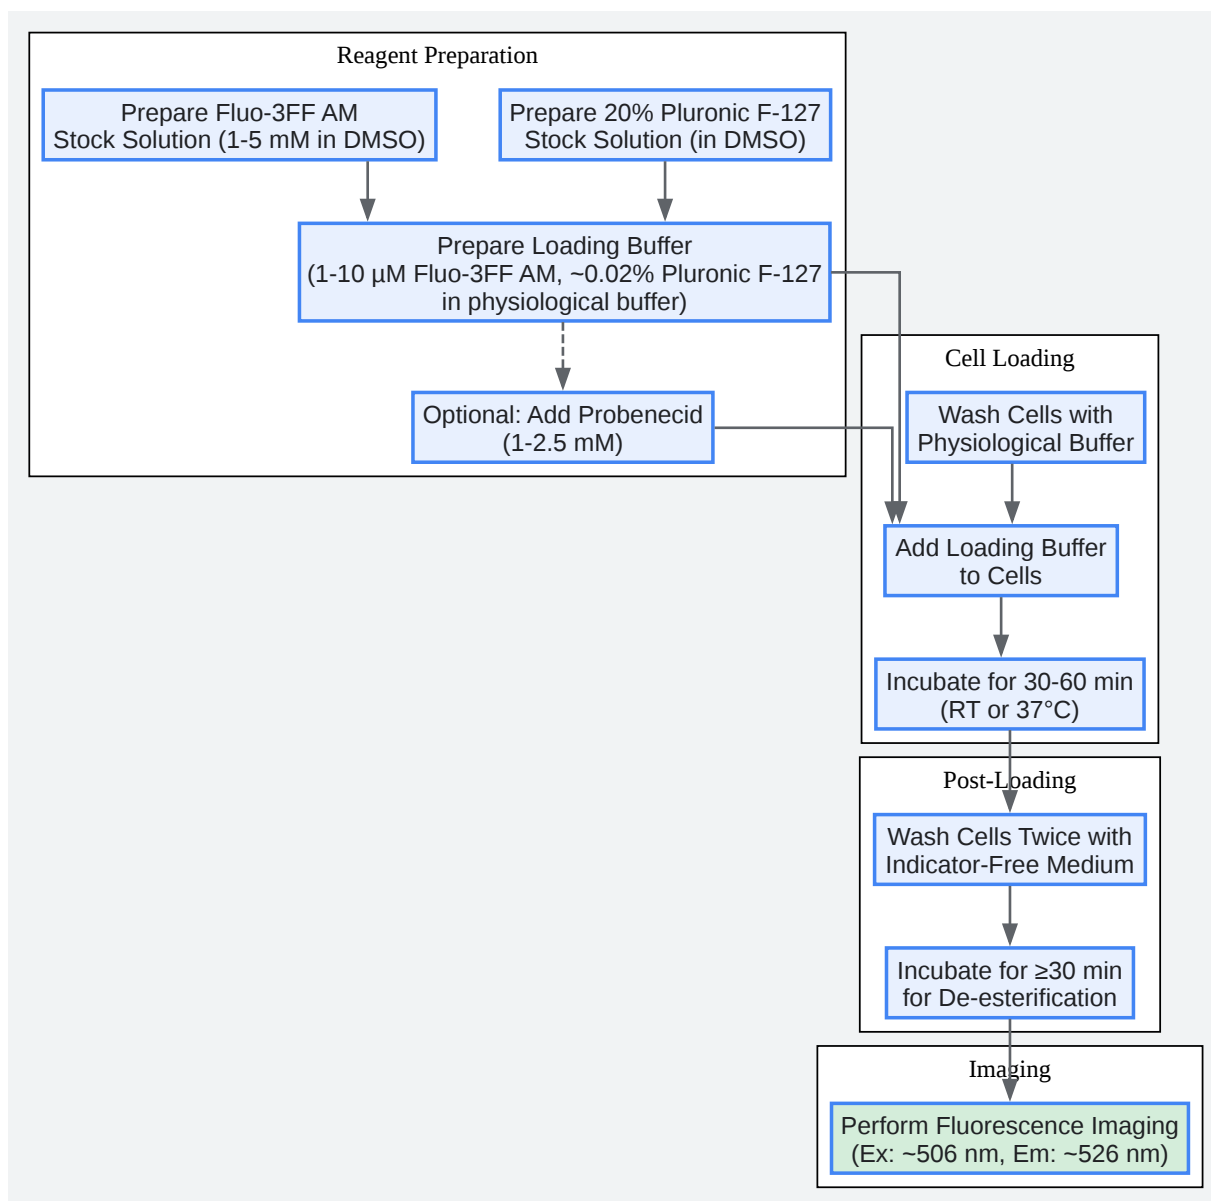 Reagent Preparation
Prepare Fluo-3FF AM
Stock Solution (1-5 mM in DMSO)
Prepare 20% Pluronic F-127
Stock Solution (in DMSO)
Prepare Loading Buffer
(1-10 µM Fluo-3FF AM, ~0.02% Pluronic F-127
in physiological buffer)
Optional: Add Probenecid
(1-2.5 mM)
Cell Loading
Wash Cells with
Physiological Buffer
Add Loading Buffer
to Cells
Incubate for 30-60 min
(RT or 37°C)
Post-Loading
Wash Cells Twice with
Indicator-Free Medium
Incubate for ≥30 min
for De-esterification
Imaging
Perform Fluorescence Imaging
(Ex: ~506 nm, Em: ~526 nm)